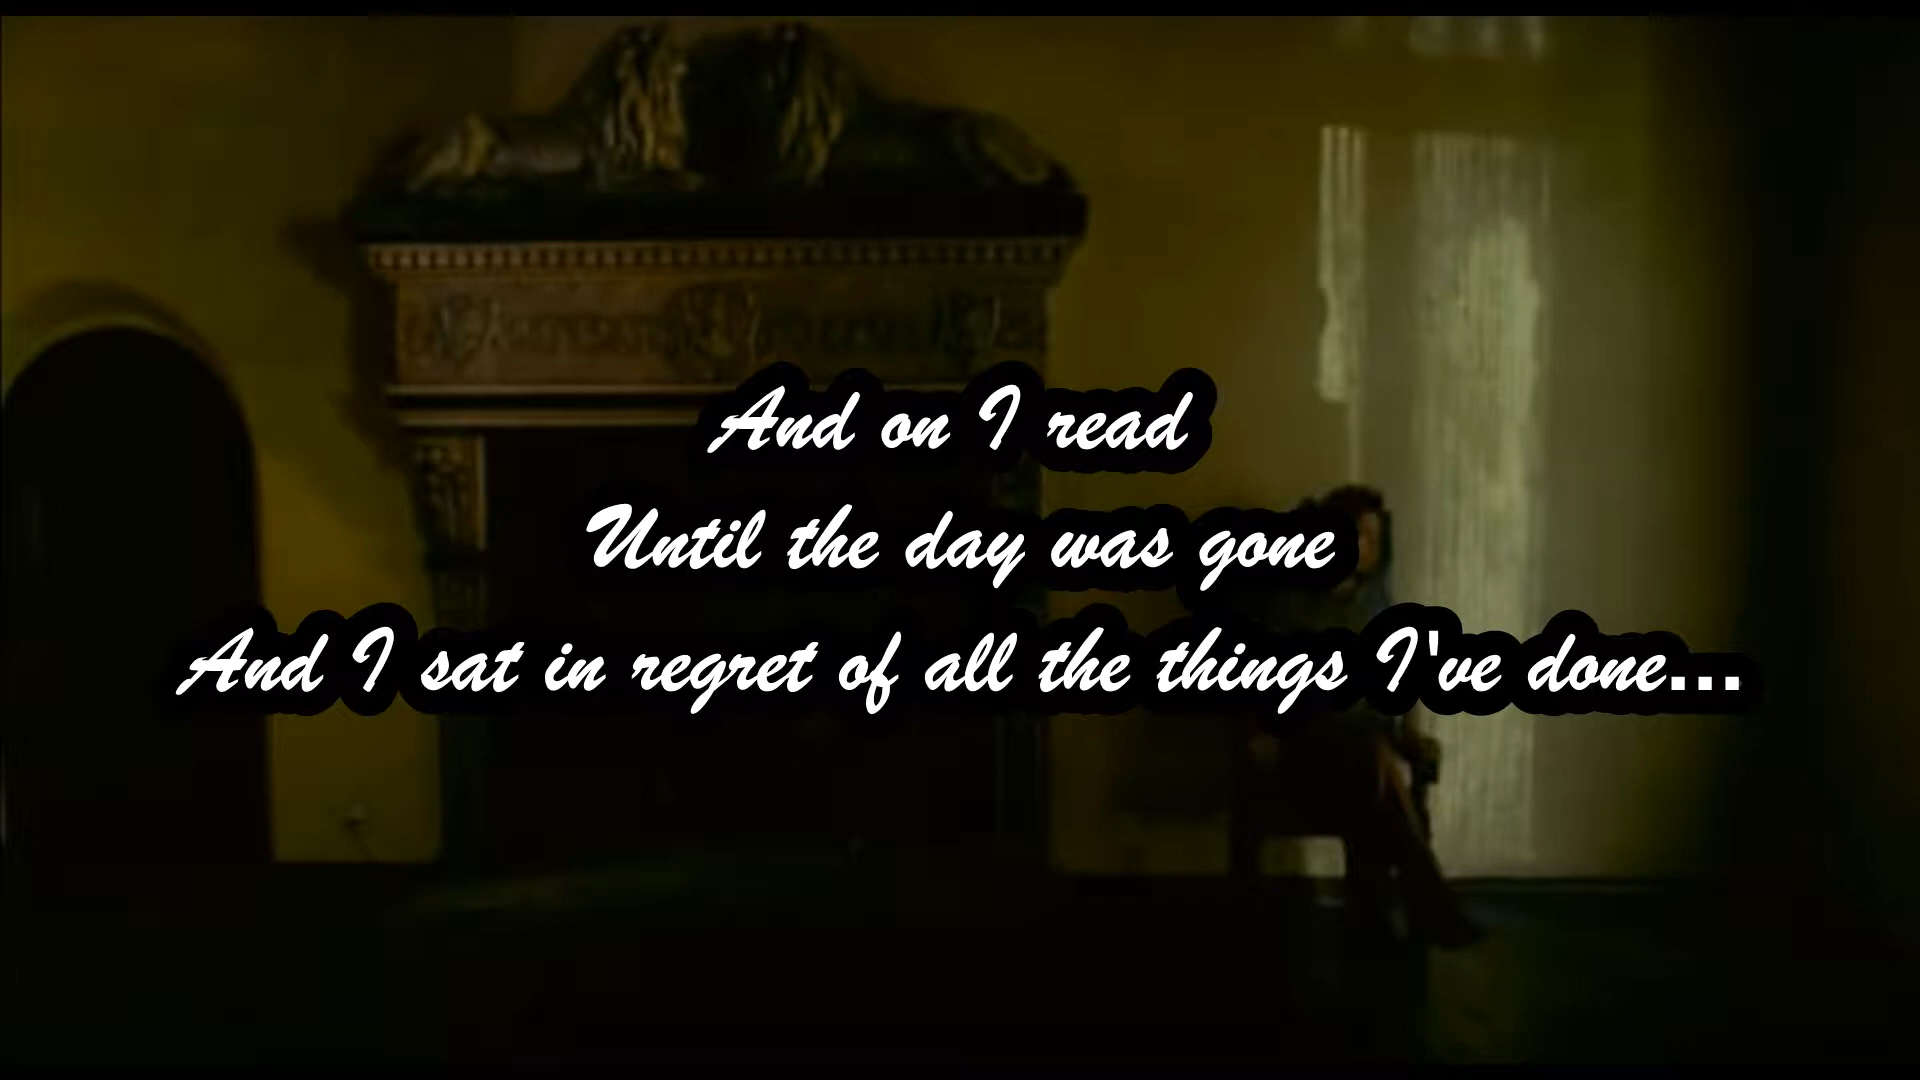 And on I read
Until the day was gone
And I sat in regret of all the things I've done...